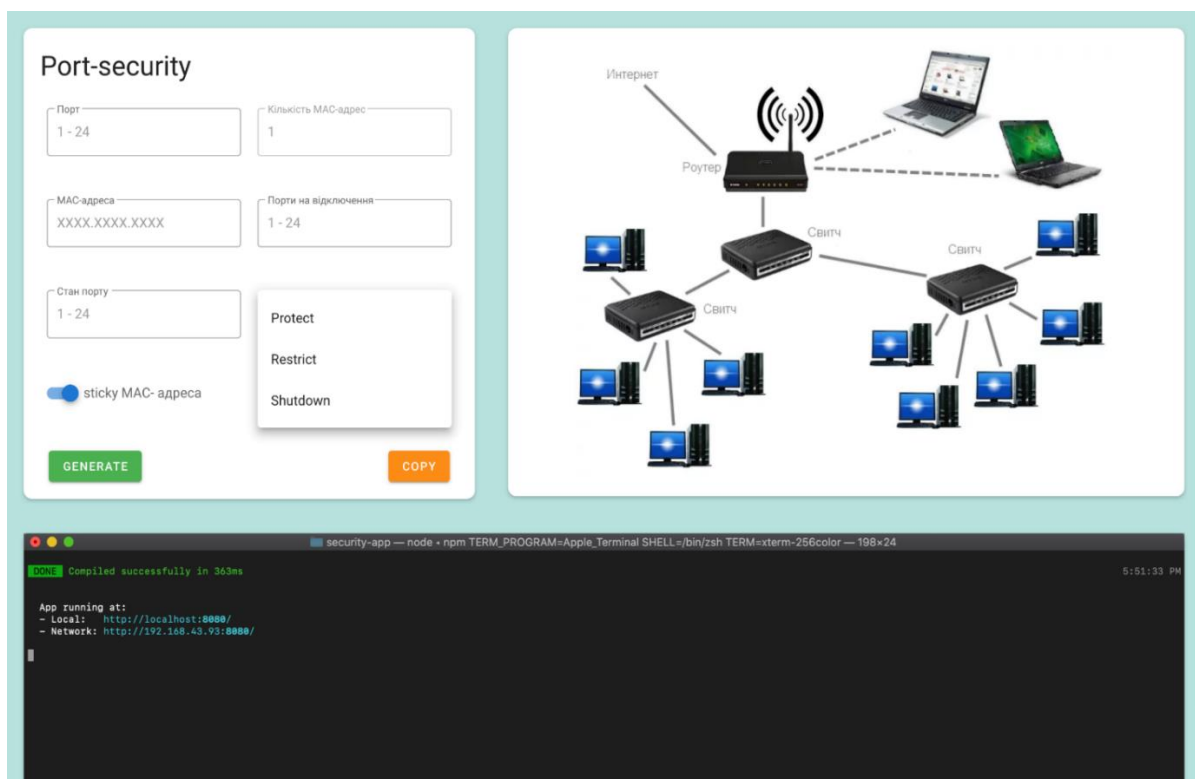 Port-security
Порт
1 - 24
Кількість MAC-адрес
1
MAC-адреса
XXXX.XXXX.XXXX
Порти на відключення
1 - 24
Стан порту
1 - 24
Protect
Restrict
Shutdown
sticky MAC- адреса
GENERATE
COPY
Интернет
Роутер
Свитч
Свитч
Свитч
security-app — node • npm TERM_PROGRAM=Apple_Terminal SHELL=/bin/zsh TERM=xterm-256color — 198×24
DONE Compiled successfully in 363ms 5:51:33 PM
App running at:
- Local: http://localhost:8080/
- Network: http://192.168.43.93:8080/